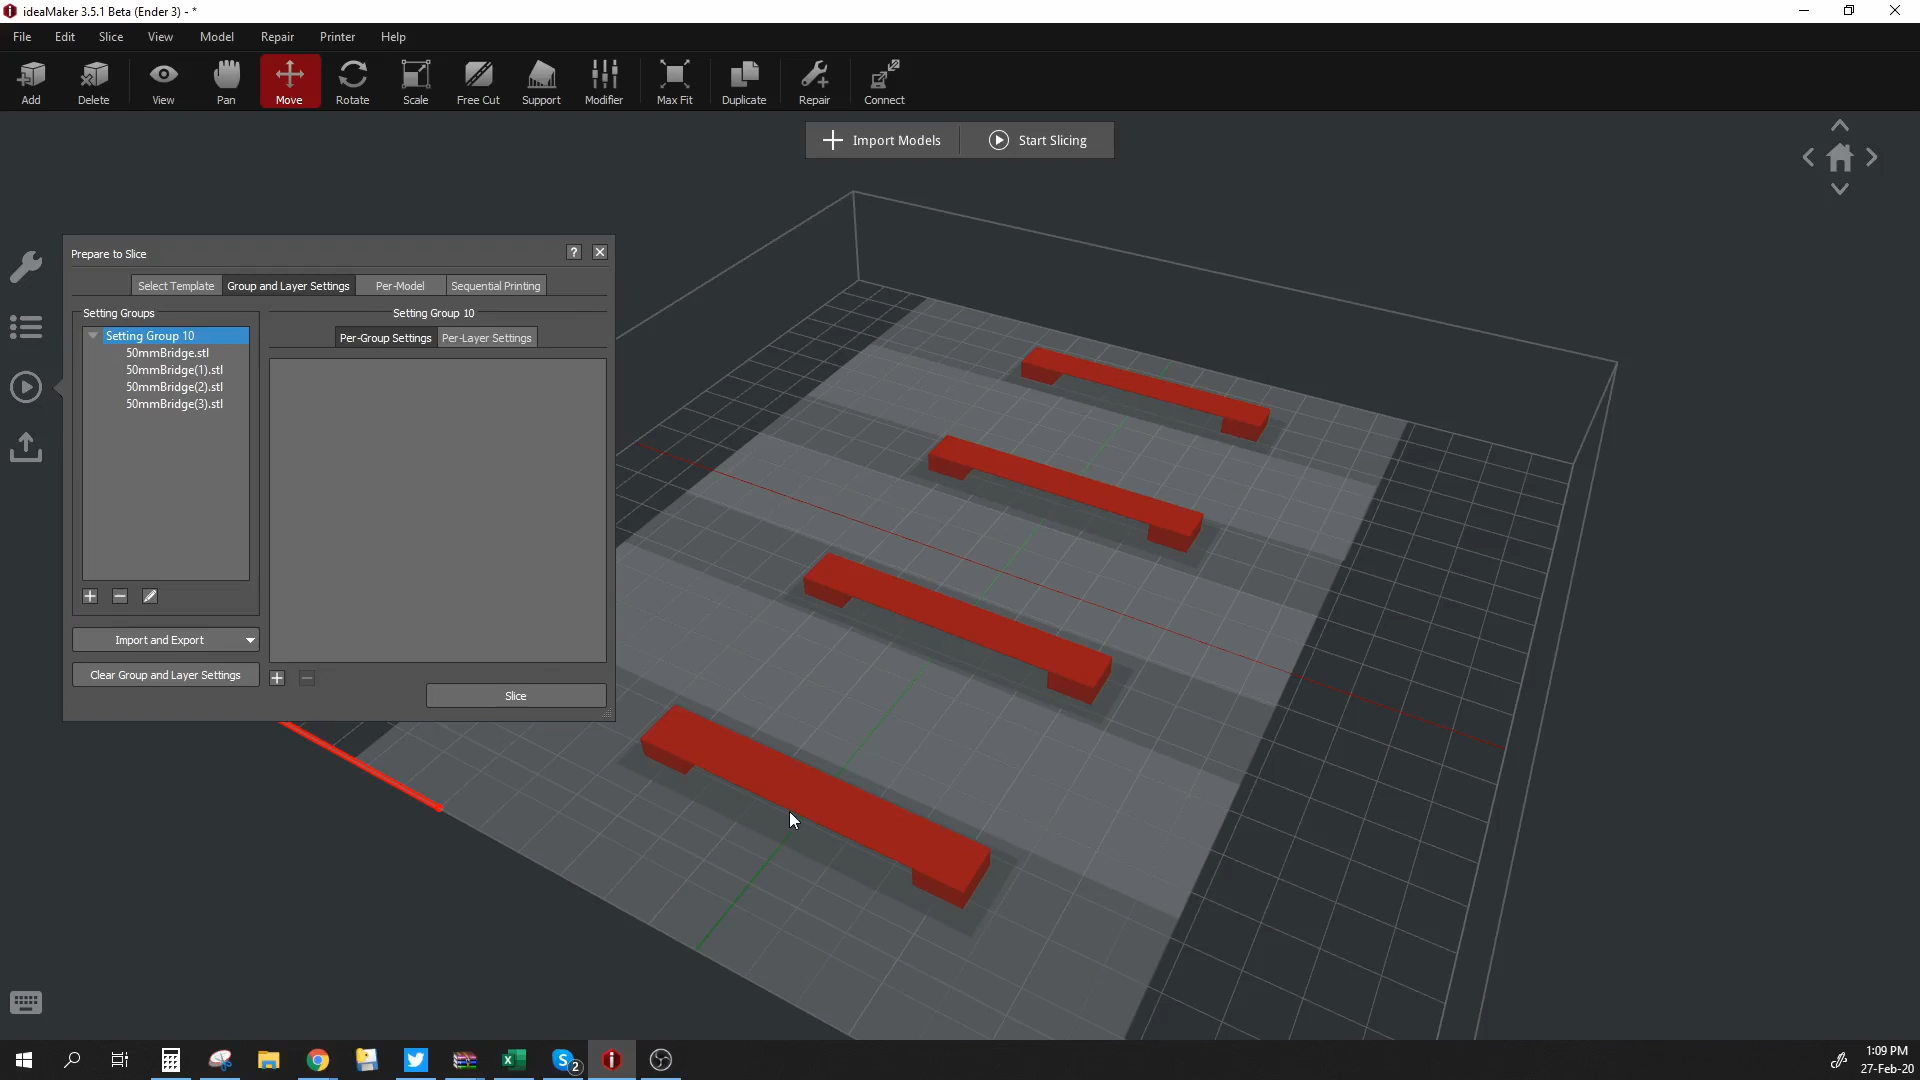 ideaMaker 3.5.1 Beta (Ender 3) - *
File Edit Slice View Model Repair Printer Help
Add Delete View Pan Move Rotate Scale Free Cut Support Modifier Max Fit Duplicate Repair Connect
Import Models Start Slicing
Prepare to Slice ?
Select Template Group and Layer Settings Per-Model Sequential Printing
Setting Groups Setting Group 10
Setting Group 10 Per-Group Settings Per-Layer Settings
50mmBridge.stl
50mmBridge(1).stl
50mmBridge(2).stl
50mmBridge(3).stl
Import and Export
Clear Group and Layer Settings
Slice
2
1:09 PM
27-Feb-20